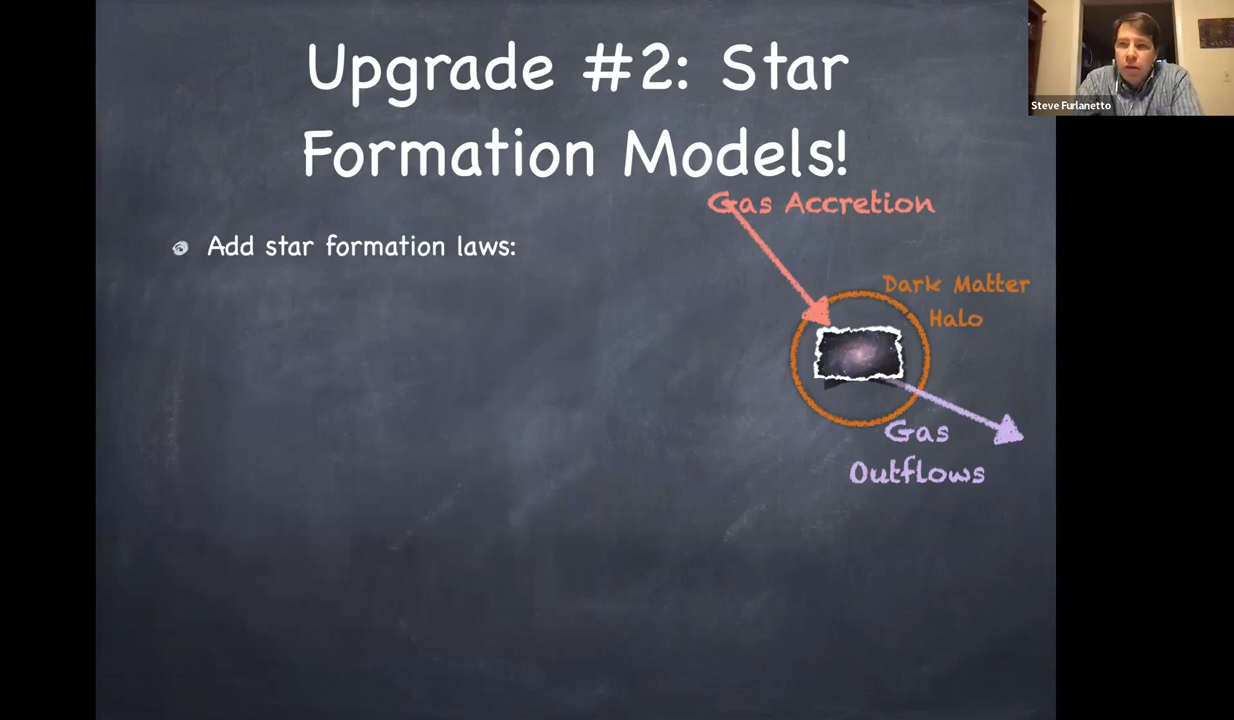 Upgrade #2: Star
Formation Models!
Steve Furlanetto
Gas Accretion
Add star formation laws:
Dark Matter
Halo
Gas
Outflows